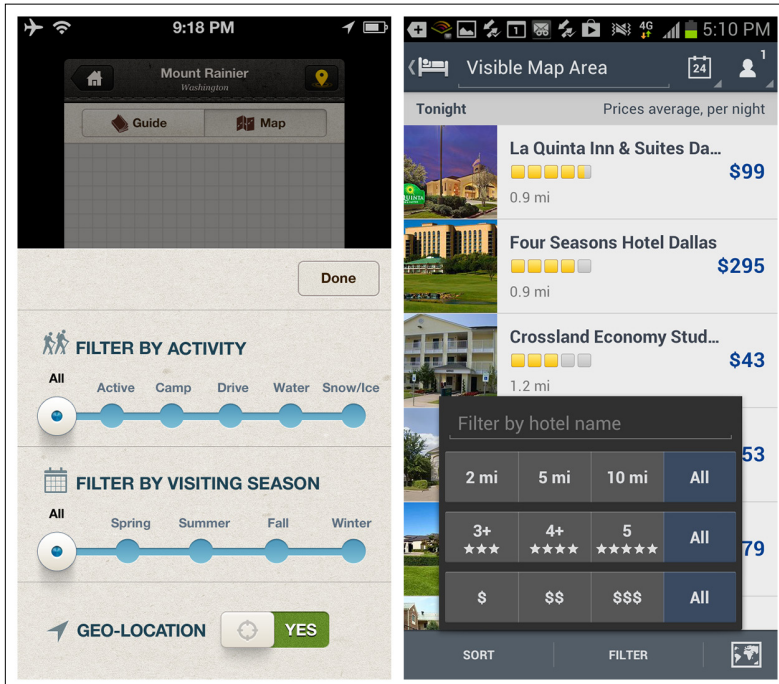 9:18 PM
Mount Rainier
Washington
Guide
Map
Done
FILTER BY ACTIVITY
All
Active
Camp
Drive
Water
Snow/Ice
FILTER BY VISITING SEASON
All
Spring
Summer
Fall
Winter
GEO-LOCATION
YES
1
4G
5:10 PM
Visible Map Area
24
1
Tonight
Prices average, per night
La Quinta Inn & Suites Da...
$99
0.9 mi
QUINTA
Four Seasons Hotel Dallas
$295
0.9 mi
Crossland Economy Stud...
$43
1.2 mi
Filter by hotel name
53
2 mi
5 mi
10 mi
All
3+
4+
5
All
79
$
$$
$$$
All
SORT
FILTER